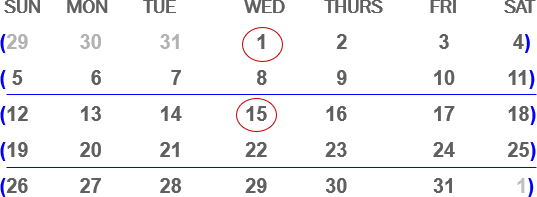 SUN MON TUE WED THURS FRI SAT
(29 30 31 1 2 3 4)
(5 6 7 8 9 10 11)
(12 13 14 15 16 17 18)
(19 20 21 22 23 24 25)
(26 27 28 29 30 31 1)